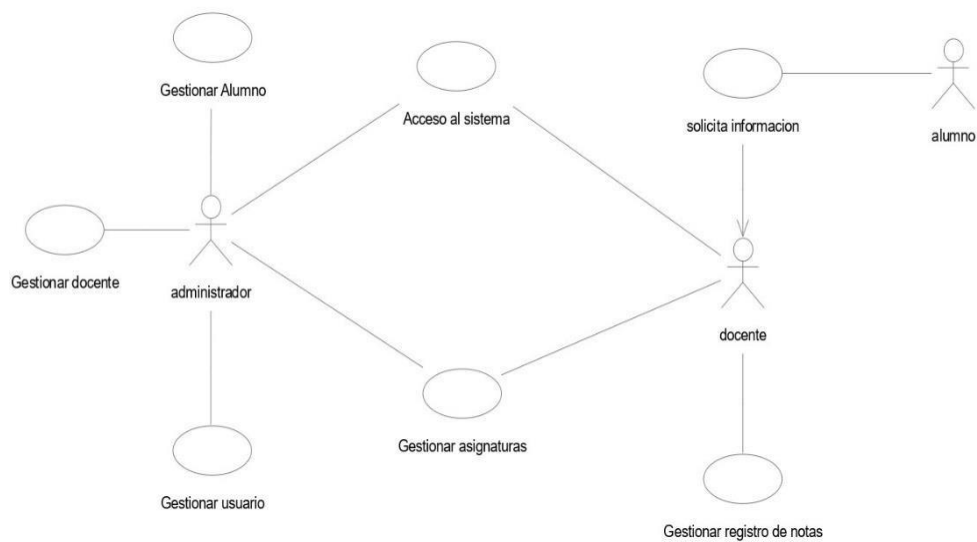 Gestionar Alumno
Acceso al sistema
solicita informacion
alumno
Gestionar docente
administrador
docente
Gestionar asignaturas
Gestionar usuario
Gestionar registro de notas